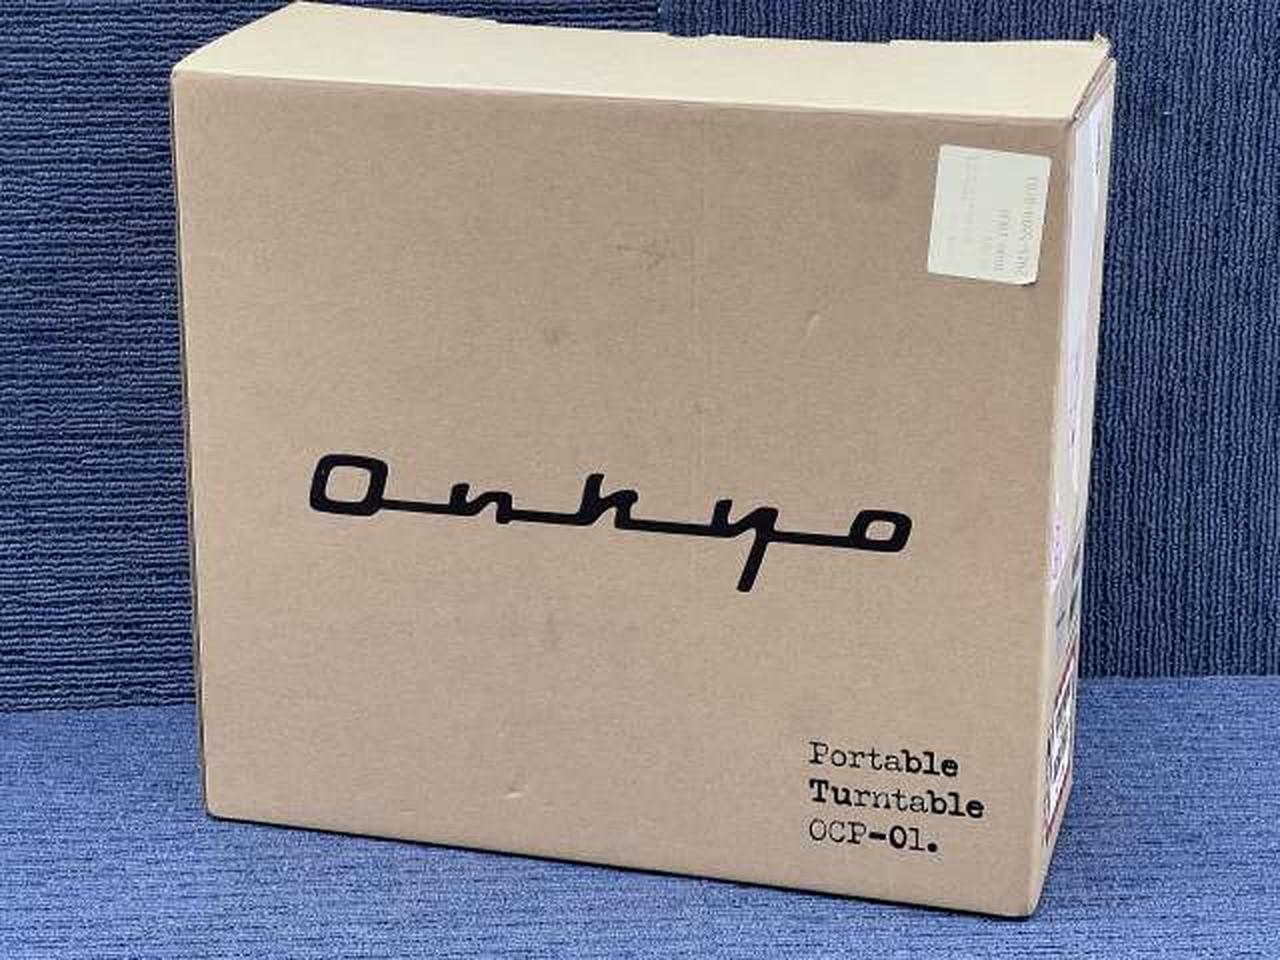 Onkyo
Portable
Turntable
OCP-01.